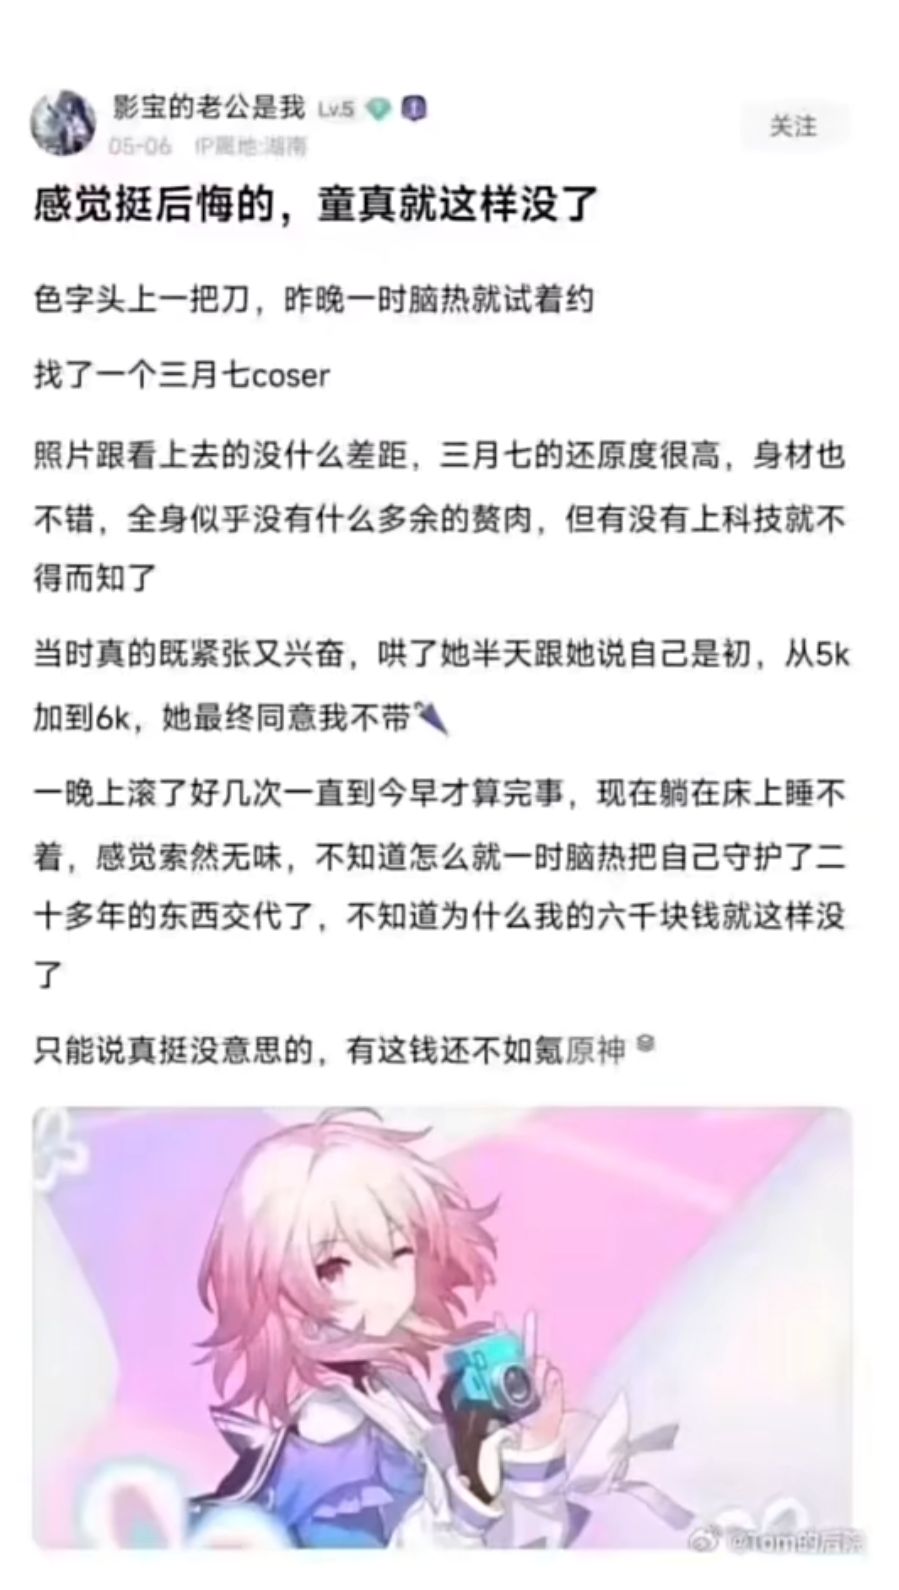 影宝的老公是我 Lv.5
05-06 IP属地:湖南
关注
感觉挺后悔的，童真就这样没了
色字头上一把刀，昨晚一时脑热就试着约
找了一个三月七coser
照片跟看上去的没什么差距，三月七的还原度很高，身材也
不错，全身似乎没有什么多余的赘肉，但有没有上科技就不
得而知了
当时真的既紧张又兴奋，哄了她半天跟她说自己是初，从5k
加到6k，她最终同意我不带🌂
一晚上滚了好几次一直到今早才算完事，现在躺在床上睡不
着，感觉索然无味，不知道怎么就一时脑热把自己守护了二
十多年的东西交代了，不知道为什么我的六千块钱就这样没
了
只能说真挺没意思的，有这钱还不如氪原神
@Tom的后院